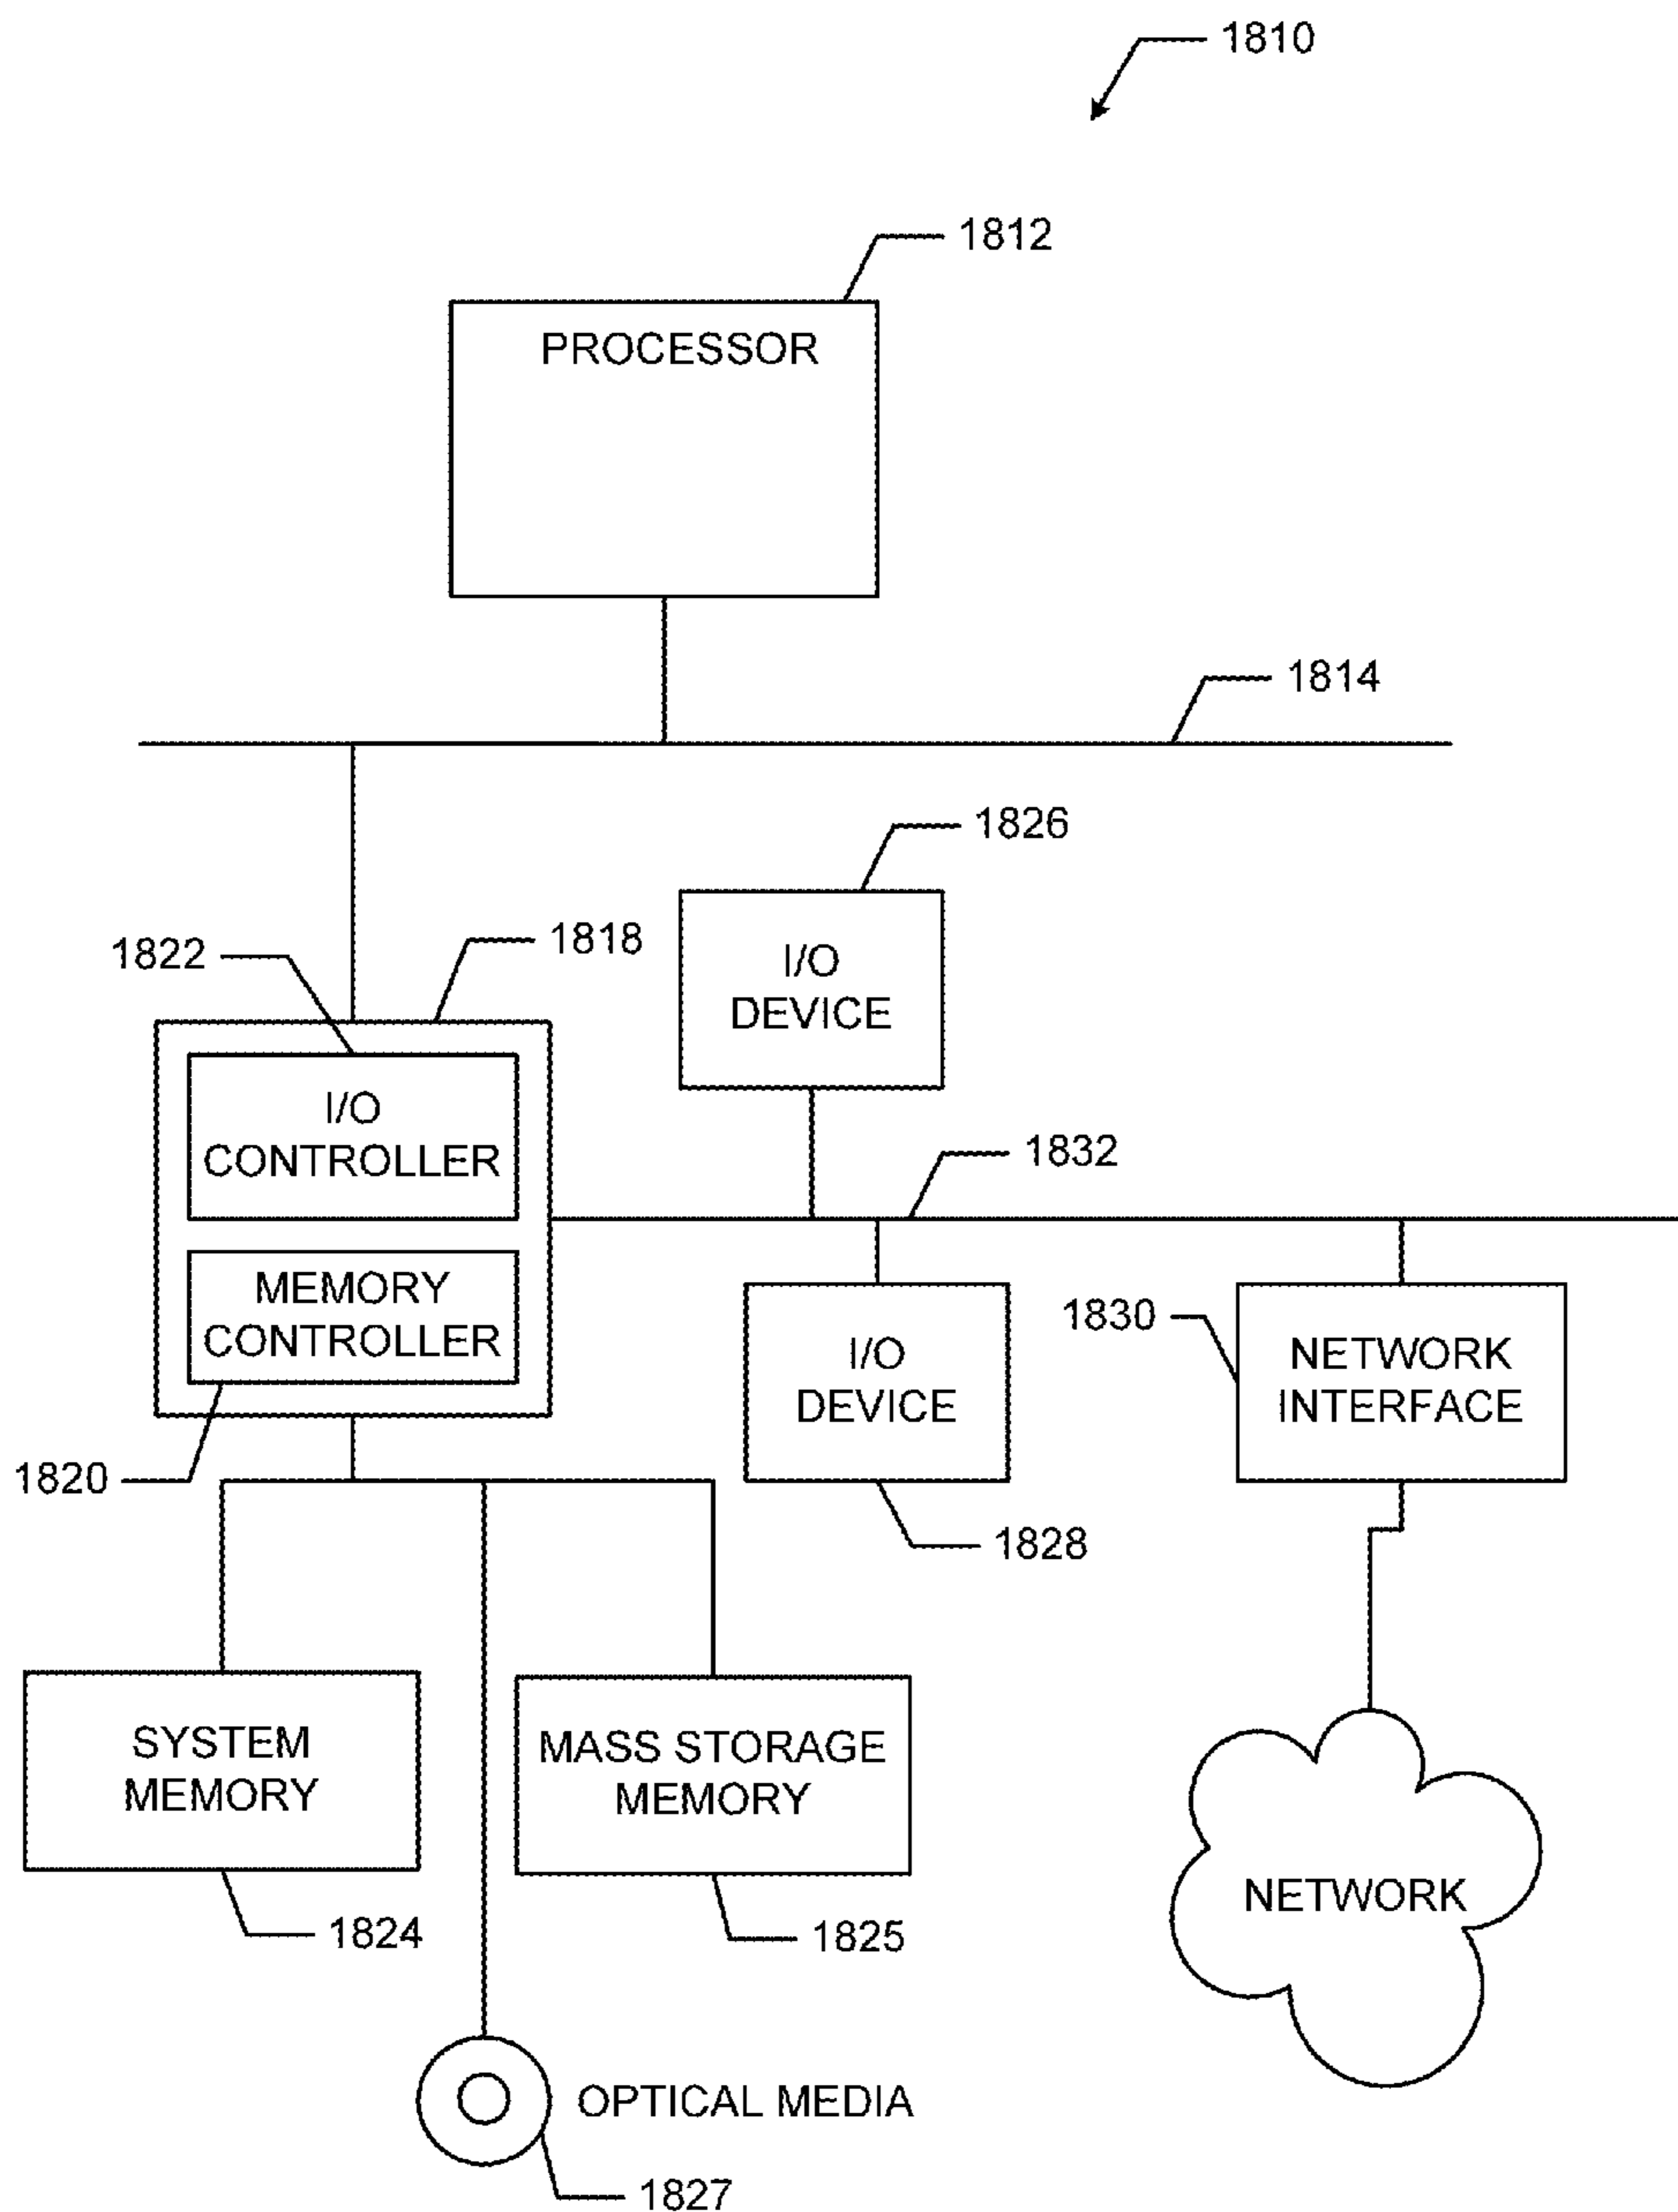 1810
1812
PROCESSOR
1814
1826
1822
1818
I/O
DEVICE
I/O
CONTROLLER
1832
MEMORY
CONTROLLER
1830
I/O
DEVICE
NETWORK
INTERFACE
1820
1828
SYSTEM
MEMORY
MASS STORAGE
MEMORY
NETWORK
1824
1825
OPTICAL MEDIA
1827